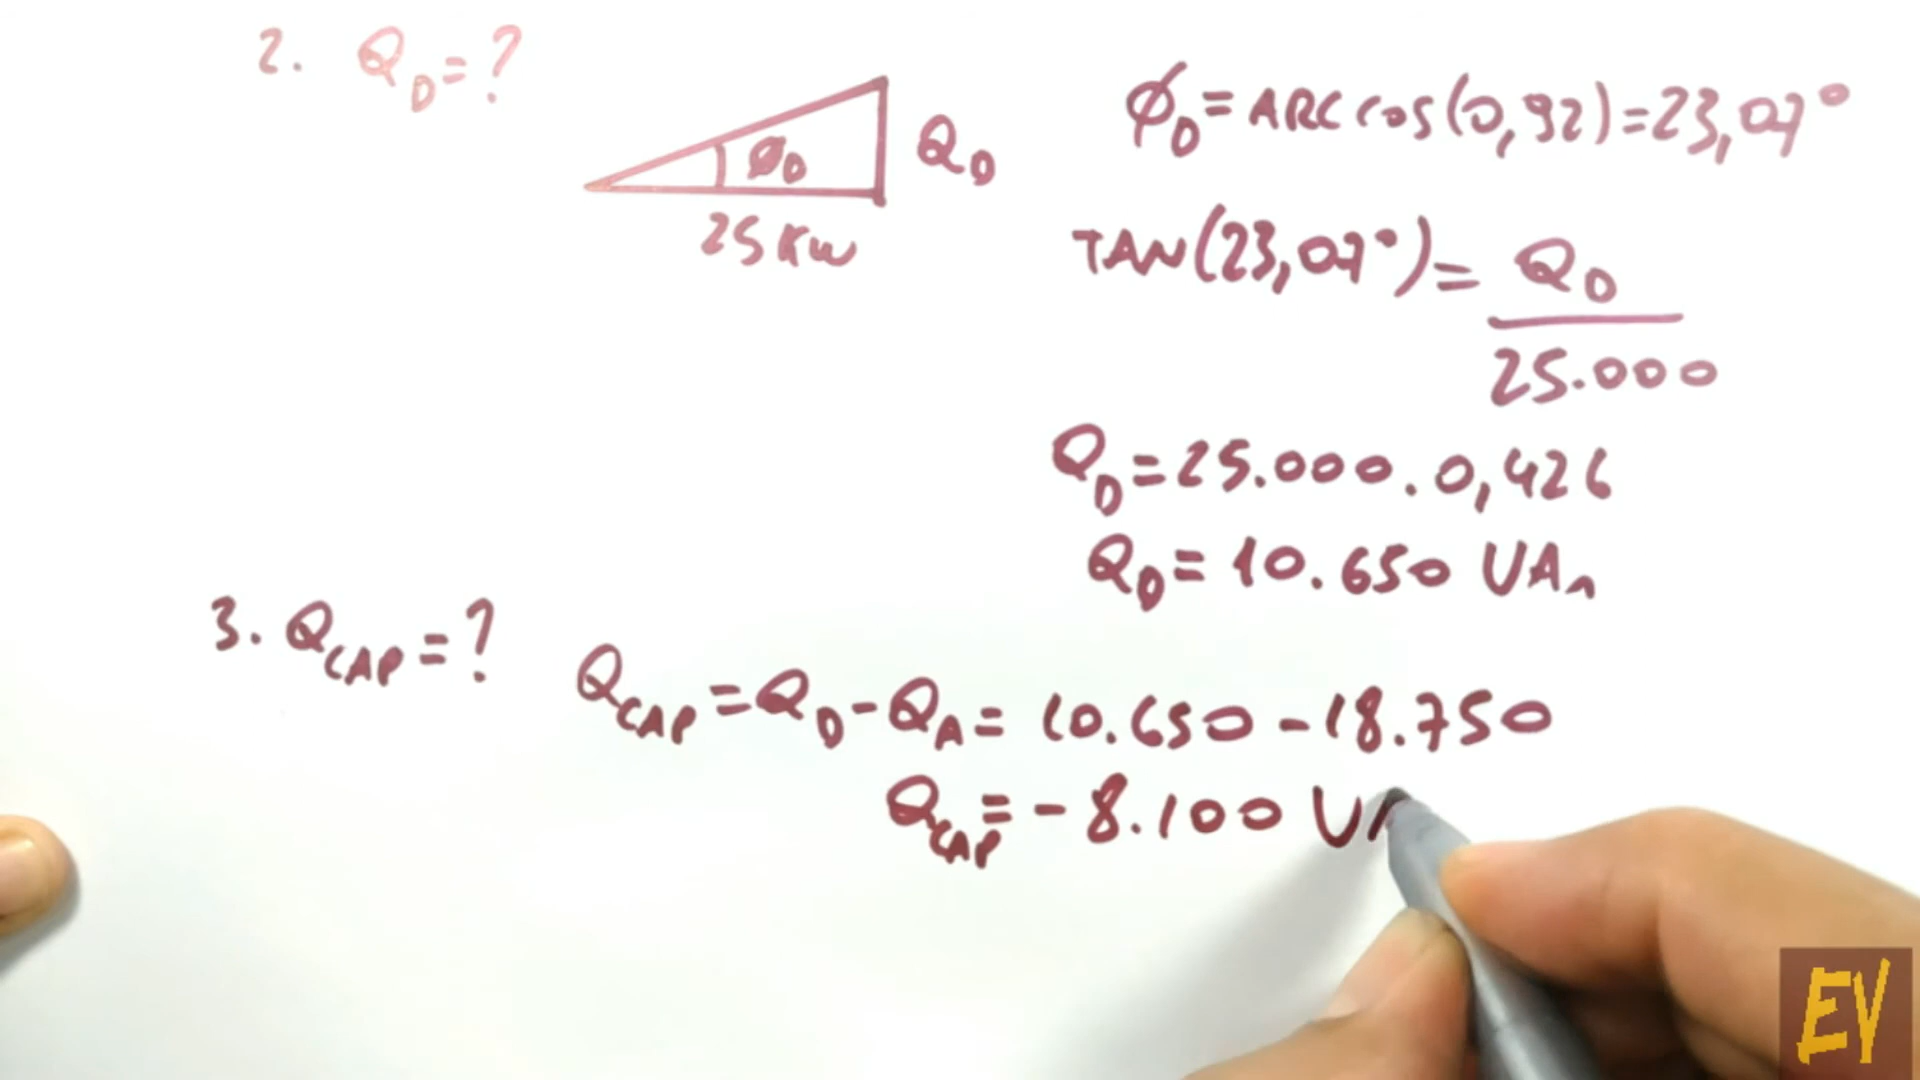 2. Q_D = ?
ϕ_D = ARCCOS(0,92) = 23,07°
ϕ_D
Q_D
25 KW
TAN(23,07°) = Q_D
25.000
Q_D = 25.000 . 0,426
Q_D = 10.650 VAr
3. Q_CAP = ?
Q_CAP = Q_D - Q_A = 10.650 - 18.750
Q_CAP = - 8.100 VA
EV